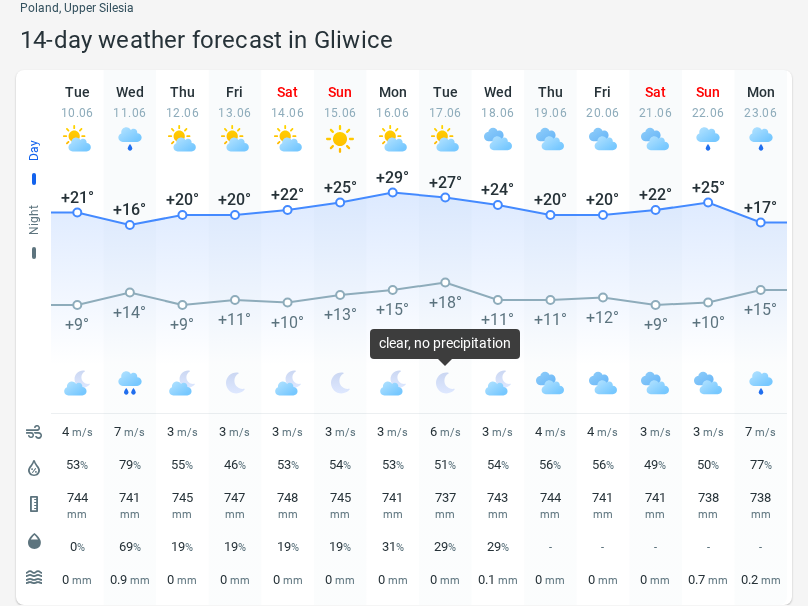 Poland, Upper Silesia
14-day weather forecast in Gliwice
Tue Wed Thu Fri Sat Sun Mon Tue Wed Thu Fri Sat Sun Mon
10.06 11.06 12.06 13.06 14.06 15.06 16.06 17.06 18.06 19.06 20.06 21.06 22.06 23.06
Day
+21° +16° +20° +20° +22° +25° +29° +27° +24° +20° +20° +22° +25° +17°
Night
+9° +14° +9° +11° +10° +13° +15° +18° +11° +11° +12° +9° +10° +15°
clear, no precipitation
4 m/s 7 m/s 3 m/s 3 m/s 3 m/s 3 m/s 3 m/s 6 m/s 3 m/s 4 m/s 4 m/s 3 m/s 3 m/s 7 m/s
53% 79% 55% 46% 53% 54% 53% 51% 54% 56% 56% 49% 50% 77%
744 741 745 747 748 745 741 737 743 744 741 741 738 738
mm mm mm mm mm mm mm mm mm mm mm mm mm mm
0% 69% 19% 19% 19% 19% 31% 29% 29% - - - - -
0 mm 0.9 mm 0 mm 0 mm 0 mm 0 mm 0 mm 0 mm 0.1 mm 0 mm 0 mm 0 mm 0.7 mm 0.2 mm